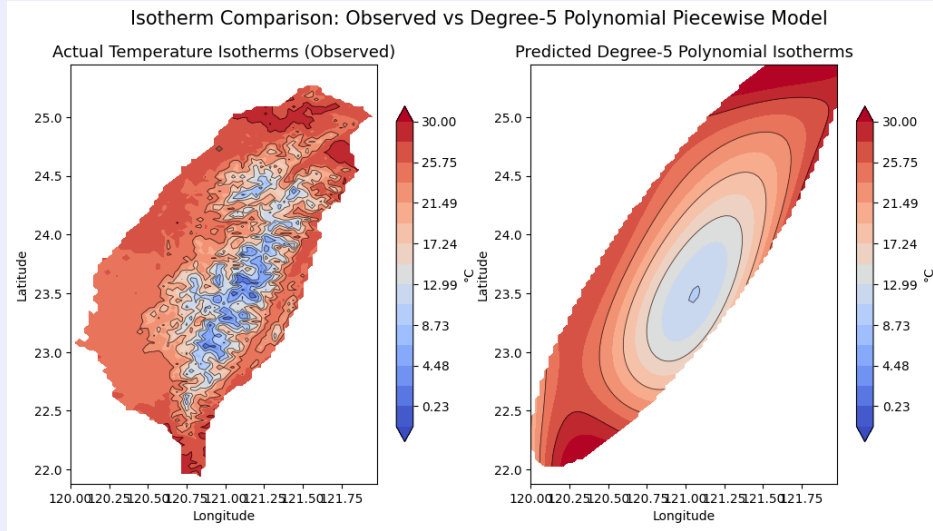 Isotherm Comparison: Observed vs Degree-5 Polynomial Piecewise Model
Actual Temperature Isotherms (Observed)
25.0
24.5
24.0
23.5
23.0
22.5
22.0
Latitude
120.00 120.25 120.50 120.75 121.00 121.25 121.50 121.75
Longitude
30.00
25.75
21.49
17.24
12.99
8.73
4.48
0.23
°C
Predicted Degree-5 Polynomial Isotherms
25.0
24.5
24.0
23.5
23.0
22.5
22.0
Latitude
120.00 120.25 120.50 120.75 121.00 121.25 121.50 121.75
Longitude
30.00
25.75
21.49
17.24
12.99
8.73
4.48
0.23
°C